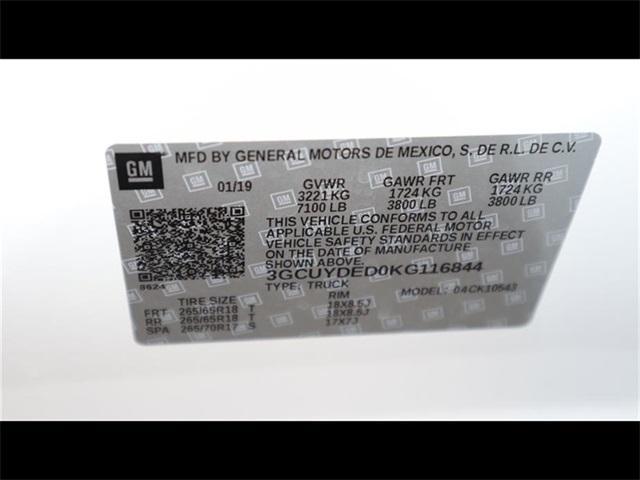 GM MFD BY GENERAL MOTORS DE MEXICO, S. DE R.L. DE C.V.
01/19 GVWR GAWR FRT GAWR RR
3221 KG 1724 KG 1724 KG
7100 LB 3800 LB 3800 LB
THIS VEHICLE CONFORMS TO ALL
APPLICABLE U.S. FEDERAL MOTOR
VEHICLE SAFETY STANDARDS IN EFFECT
ON THE DATE OF MANUFACTURE
3GCUYDED0KG116844
8624 TYPE: TRUCK MODEL: 04CK10543
TIRE SIZE RIM
FRT 265/65R18 T 18X8.5J
RR 265/65R18 T 18X8.5J
SPA 265/70R17 S 17X7J